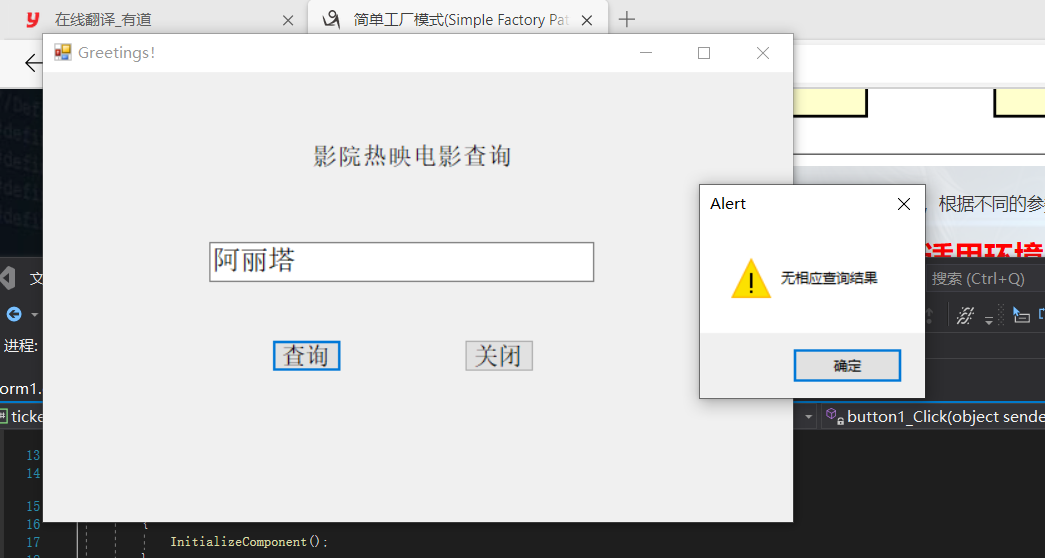 在线翻译_有道
简单工厂模式(Simple Factory Pat
Greetings!
影院热映电影查询
阿丽塔
查询
关闭
Alert
无相应查询结果
确定
，根据不同的参
适用环境
搜索 (Ctrl+Q)
文
进程:
orm1.
ticke
button1_Click(object sende
13
14
15
16
{
17
InitializeComponent();